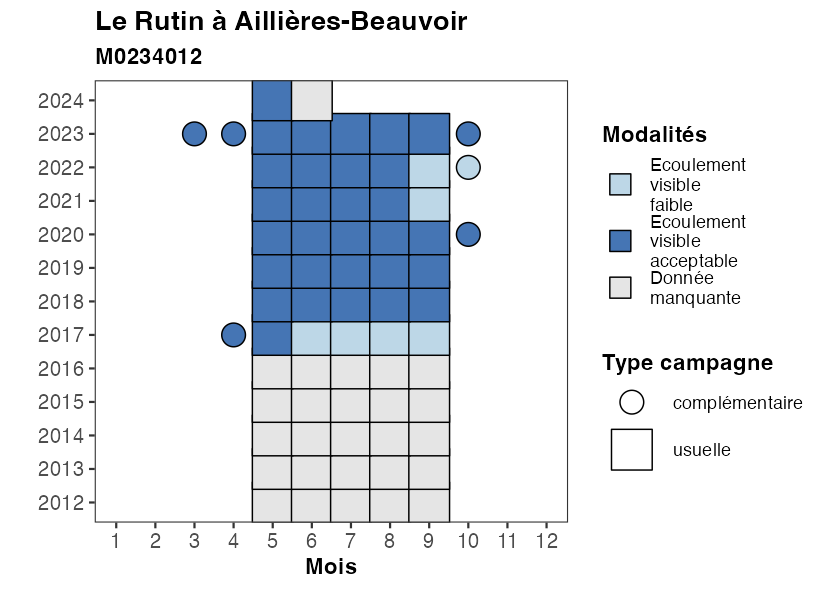 Le Rutin à Aillières-Beauvoir
M0234012
2024
2023
2022
2021
2020
2019
2018
2017
2016
2015
2014
2013
2012
1 2 3 4 5 6 7 8 9 10 11 12
Mois
Modalités
Ecoulement
visible
faible
Ecoulement
visible
acceptable
Donnée
manquante
Type campagne
complémentaire
usuelle